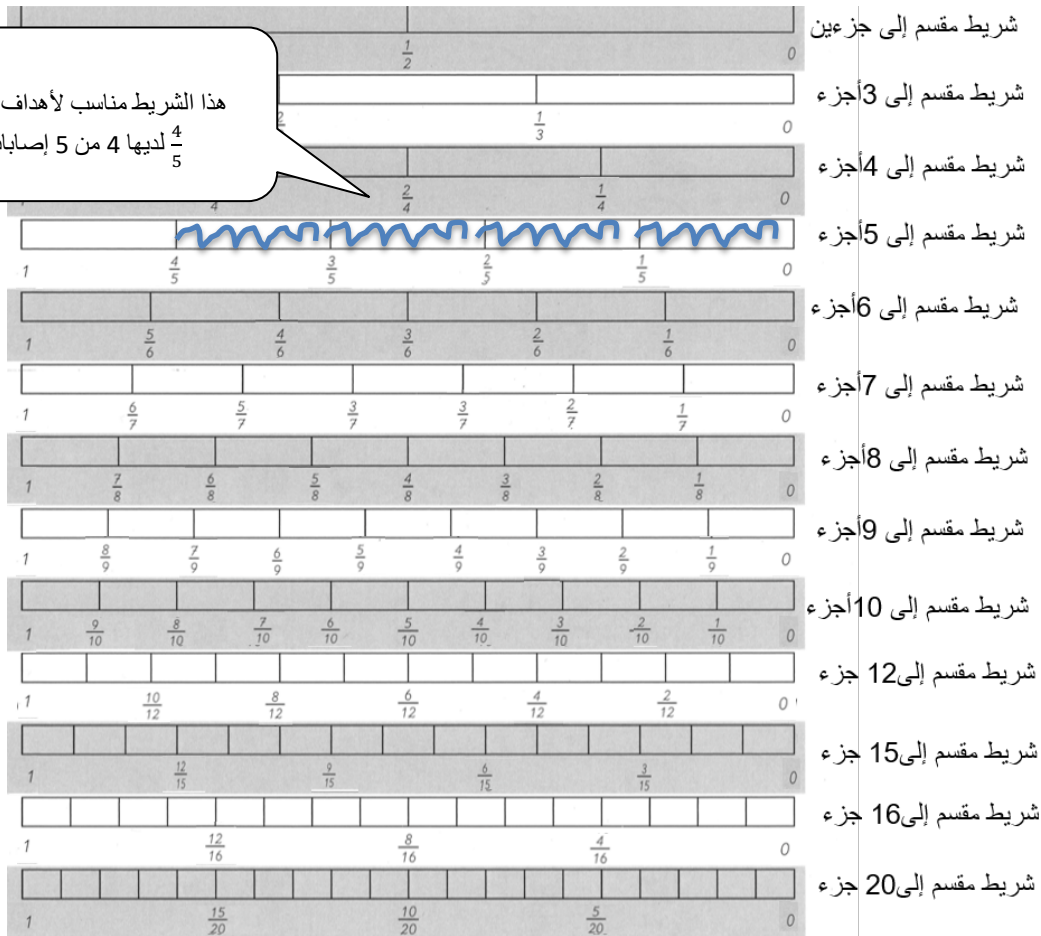 شريط مقسم إلى جزءين
1/2 0
هذا الشريط مناسب لأهداف
4/5 لديها 4 من 5
شريط مقسم إلى 3أجزء
1/3 0
شريط مقسم إلى 4أجزء
2/4 1/4 0
شريط مقسم إلى 5أجزء
1 4/5 3/5 2/5 1/5 0
شريط مقسم إلى 6أجزء
1 5/6 4/6 3/6 2/6 1/6 0
شريط مقسم إلى 7أجزء
1 6/7 5/7 3/7 3/7 2/7 1/7 0
شريط مقسم إلى 8أجزء
1 7/8 6/8 5/8 4/8 3/8 2/8 1/8 0
شريط مقسم إلى 9أجزء
1 8/9 7/9 6/9 5/9 4/9 3/9 2/9 1/9 0
شريط مقسم إلى 10أجزء
1 9/10 8/10 7/10 6/10 5/10 4/10 3/10 2/10 1/10 0
شريط مقسم إلى12 جزء
1 10/12 8/12 6/12 4/12 2/12 0
شريط مقسم إلى15 جزء
1 12/15 9/15 6/15 3/15 0
شريط مقسم إلى16 جزء
1 12/16 8/16 4/16 0
شريط مقسم إلى20 جزء
1 15/20 10/20 5/20 0